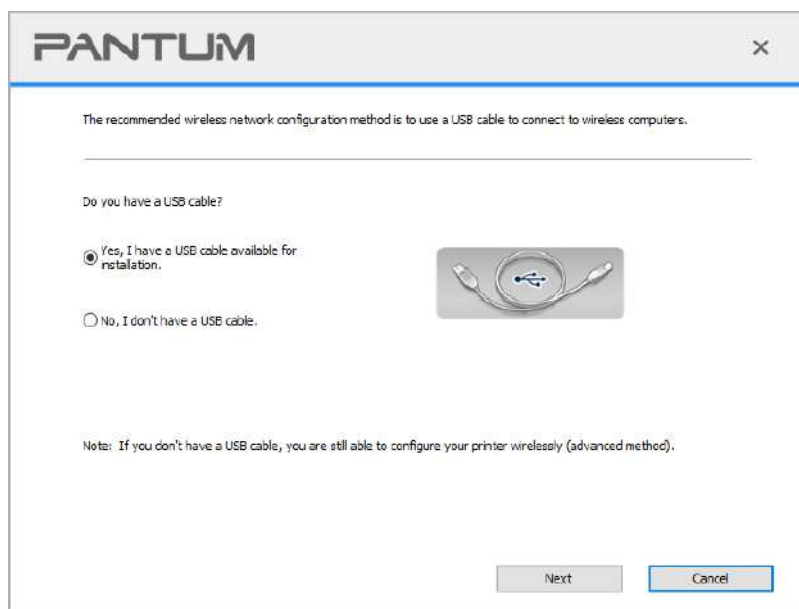 PANTUM
The recommended wireless network configuration method is to use a USB cable to connect to wireless computers.
Do you have a USB cable?
Yes, I have a USB cable available for
installation.
No, I don't have a USB cable.
Note: If you don't have a USB cable, you are still able to configure your printer wirelessly (advanced method).
Next
Cancel